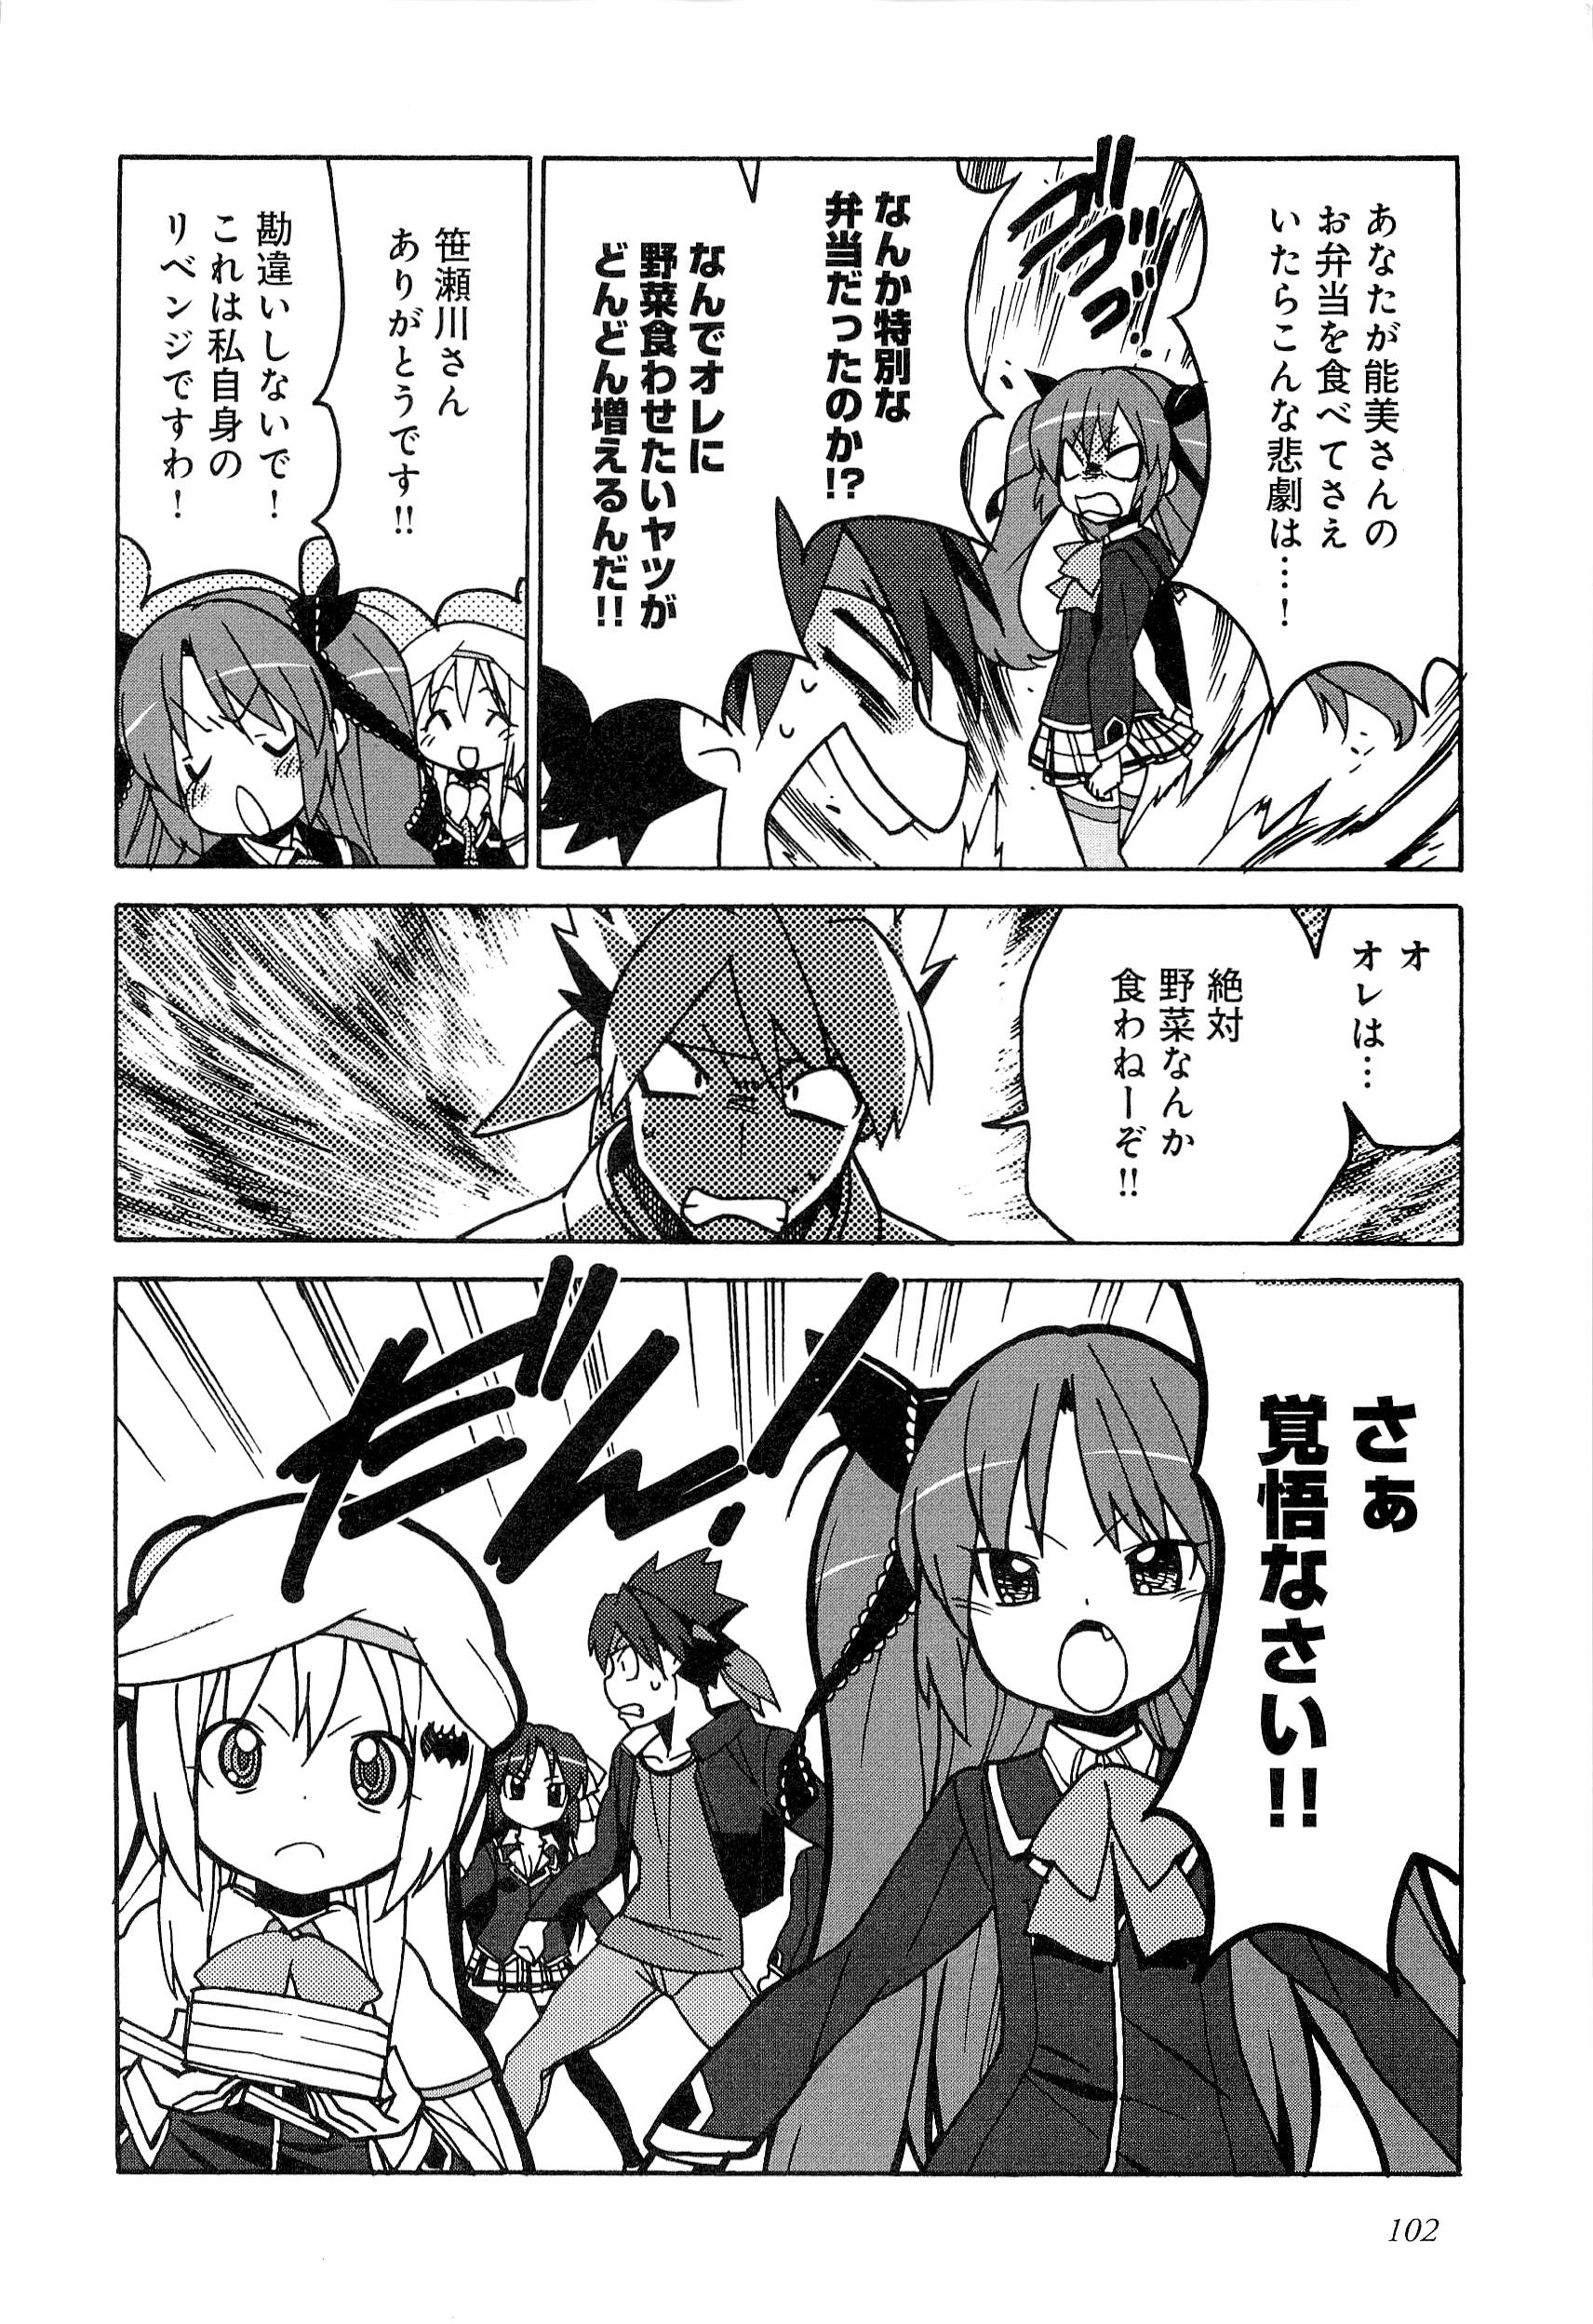 あなたが能美さんの
お弁当を食べてさえ
いたらこんな悲劇は…！
ゴゴゴゴ
なんか特別な
弁当だったのか!?
なんでオレに
野菜食わせたいヤツが
どんどん増えるんだ!!
笹瀬川さん
ありがとうです!!
勘違いしないで！
これは私自身の
リベンジですわ！
オ
オレは…
絶対
野菜なんか
食わねーぞ!!
さぁ
覚悟なさい!!
102